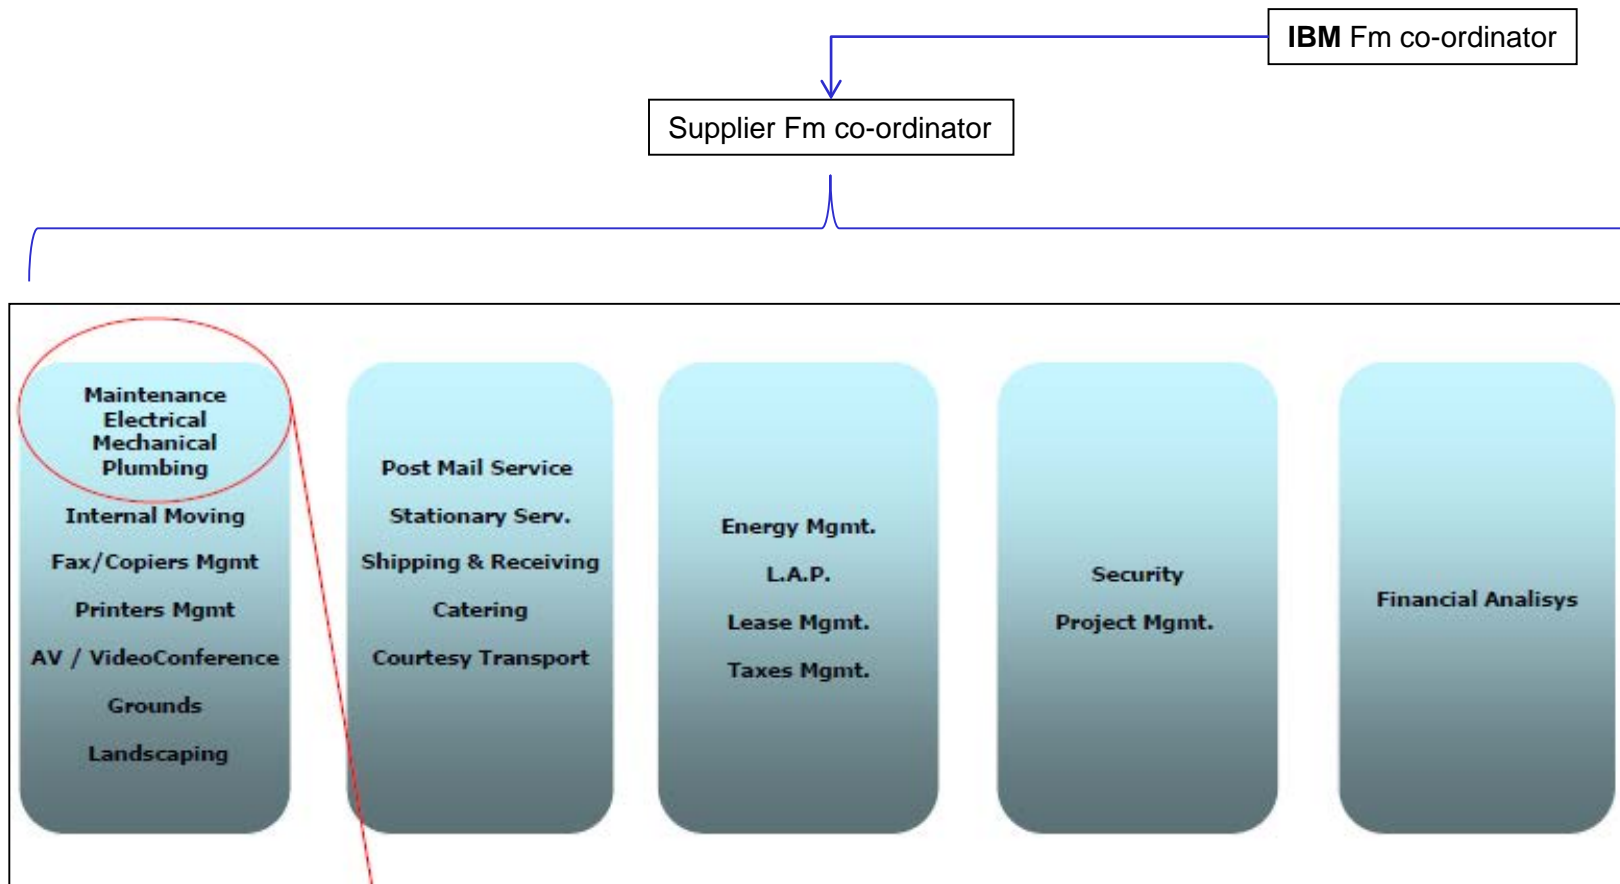 IBM Fm co-ordinator
Supplier Fm co-ordinator
Maintenance
Electrical
Mechanical
Plumbing
Internal Moving
Fax/Copiers Mgmt
Printers Mgmt
AV / VideoConference
Grounds
Landscaping
Post Mail Service
Stationary Serv.
Shipping & Receiving
Catering
Courtesy Transport
Energy Mgmt.
L.A.P.
Lease Mgmt.
Taxes Mgmt.
Security
Project Mgmt.
Financial Analisys